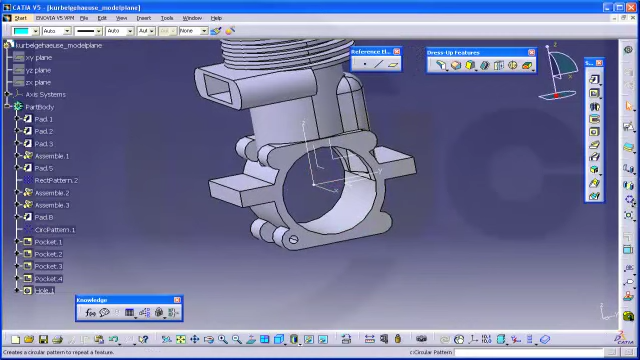 CATIA V5 - [kurbelgehaeuse_modelplane]
Start ENOVIA V5 VPM File Edit View Insert Tools Window Help
Auto Auto Aut None
kurbelgehaeuse_modelplane
xy plane
yz plane
zx plane
Axis Systems
PartBody
Pad.1
Pad.2
Pad.3
Assemble.1
Pad.5
RectPattern.2
Assemble.2
Assemble.3
Pad.8
CircPattern.1
Pocket.1
Pocket.2
Pocket.3
Pocket.4
Hole.1
Reference El...
Dress-Up Features
S...
Knowledge
Creates a circular pattern to repeat a feature.
c:Circular Pattern
CATIA